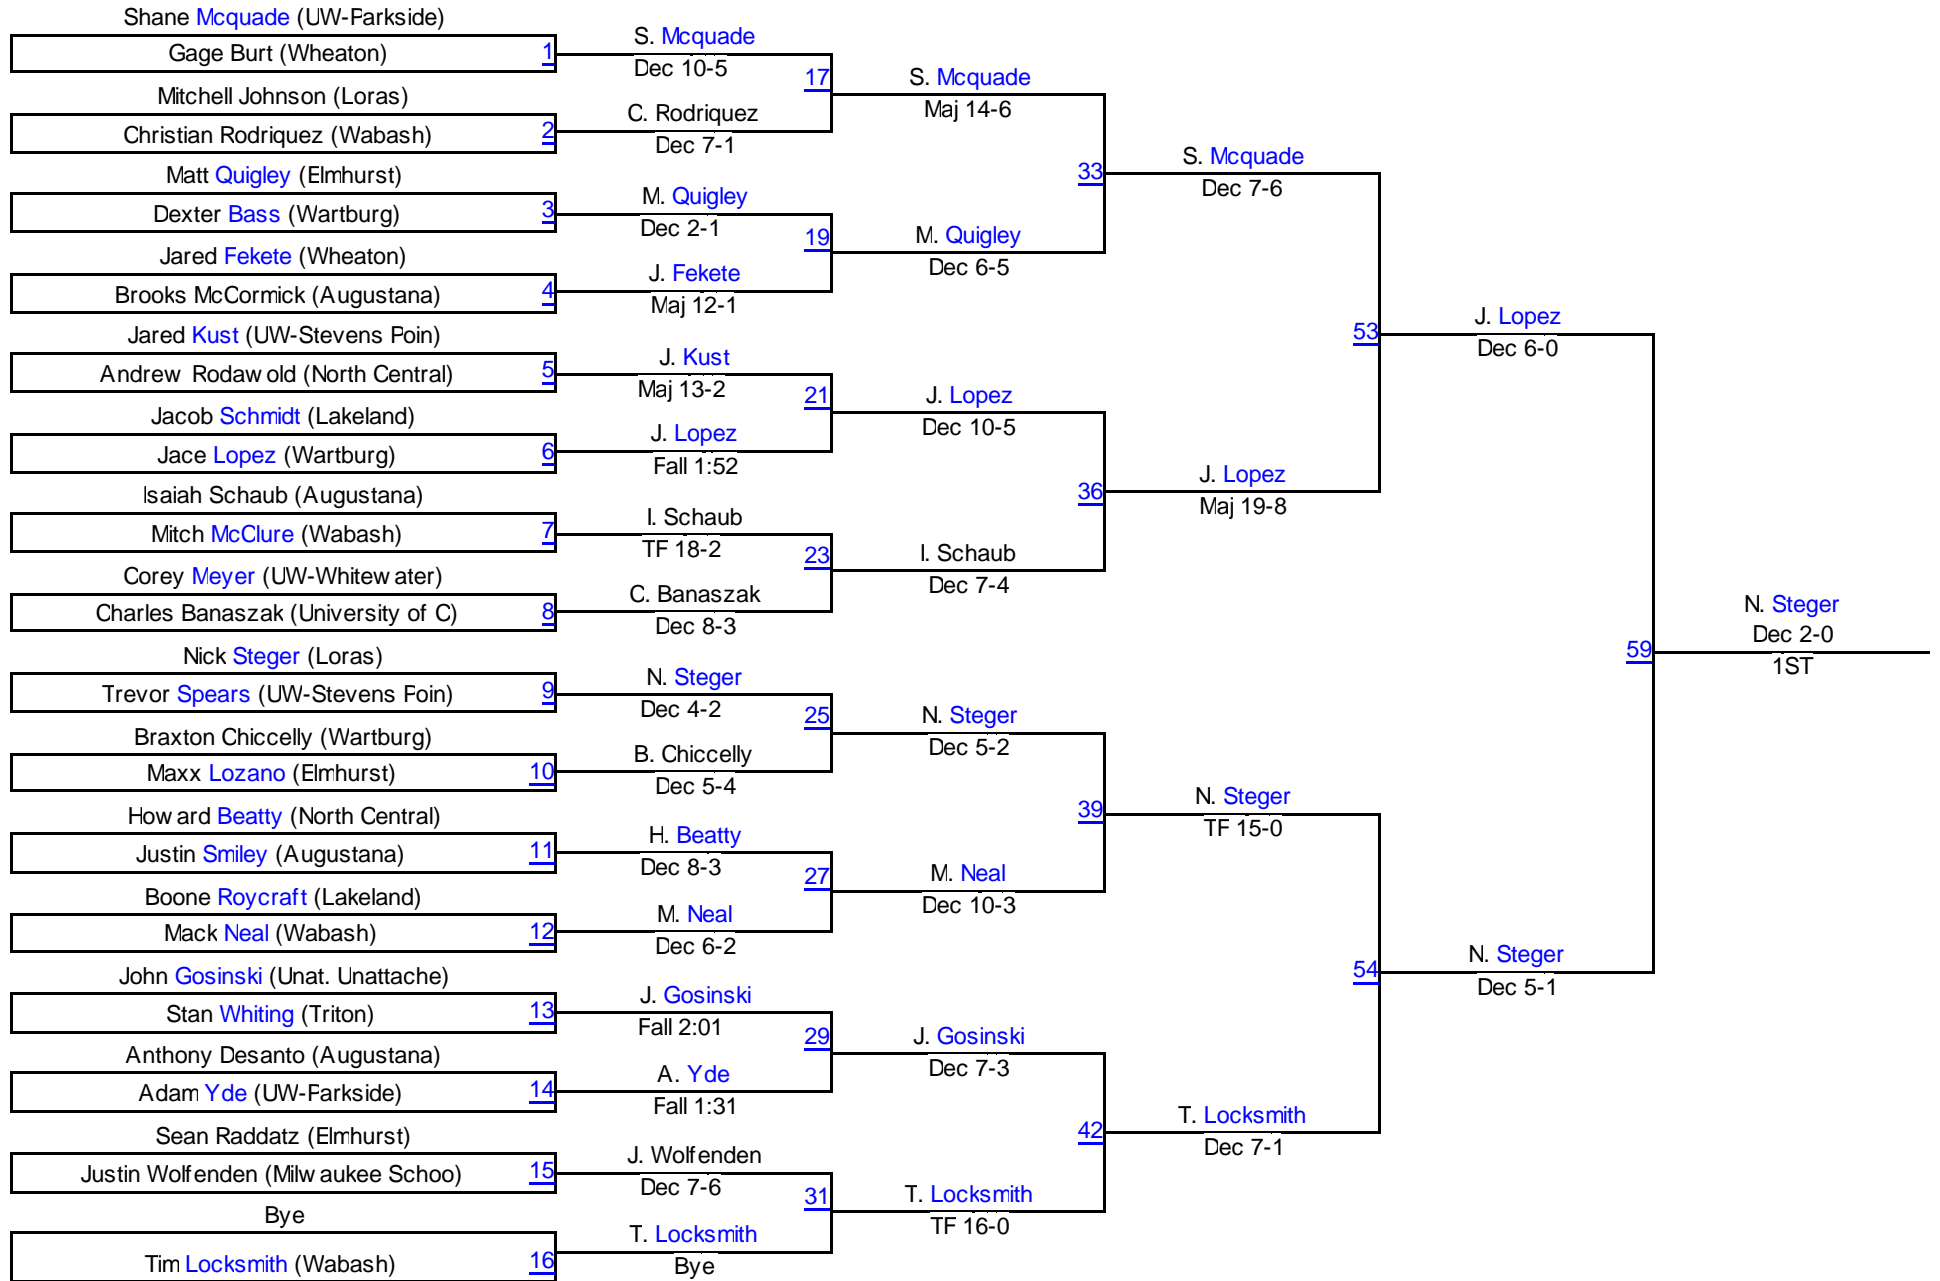 Shane Mcquade (UW-Parkside)
Gage Burt (Wheaton)
1
Mitchell Johnson (Loras)
Christian Rodriquez (Wabash)
2
Matt Quigley (Elmhurst)
Dexter Bass (Wartburg)
3
Jared Fekete (Wheaton)
Brooks McCormick (Augustana)
4
Jared Kust (UW-Stevens Poin)
Andrew Rodawold (North Central)
5
Jacob Schmidt (Lakeland)
Jace Lopez (Wartburg)
6
Isaiah Schaub (Augustana)
Mitch McClure (Wabash)
7
Corey Meyer (UW-Whitewater)
Charles Banaszak (University of C)
8
Nick Steger (Loras)
Trevor Spears (UW-Stevens Poin)
9
Braxton Chiccelly (Wartburg)
Maxx Lozano (Elmhurst)
10
Howard Beatty (North Central)
Justin Smiley (Augustana)
11
Boone Roycraft (Lakeland)
Mack Neal (Wabash)
12
John Gosinski (Unat. Unattache)
Stan Whiting (Triton)
13
Anthony Desanto (Augustana)
Adam Yde (UW-Parkside)
14
Sean Raddatz (Elmhurst)
Justin Wolfenden (Milwaukee Schoo)
15
Bye
Tim Locksmith (Wabash)
16
S. Mcquade
Dec 10-5
17
C. Rodriquez
Dec 7-1
M. Quigley
Dec 2-1
19
J. Fekete
Maj 12-1
J. Kust
Maj 13-2
21
J. Lopez
Fall 1:52
I. Schaub
TF 18-2
23
C. Banaszak
Dec 8-3
N. Steger
Dec 4-2
25
B. Chiccelly
Dec 5-4
H. Beatty
Dec 8-3
27
M. Neal
Dec 6-2
J. Gosinski
Fall 2:01
29
A. Yde
Fall 1:31
J. Wolfenden
Dec 7-6
31
T. Locksmith
Bye
S. Mcquade
Maj 14-6
33
M. Quigley
Dec 6-5
J. Lopez
Dec 10-5
36
I. Schaub
Dec 7-4
N. Steger
Dec 5-2
39
M. Neal
Dec 10-3
J. Gosinski
Dec 7-3
42
T. Locksmith
TF 16-0
S. Mcquade
Dec 7-6
53
J. Lopez
Maj 19-8
N. Steger
TF 15-0
54
T. Locksmith
Dec 7-1
J. Lopez
Dec 6-0
59
N. Steger
Dec 5-1
N. Steger
Dec 2-0
1ST